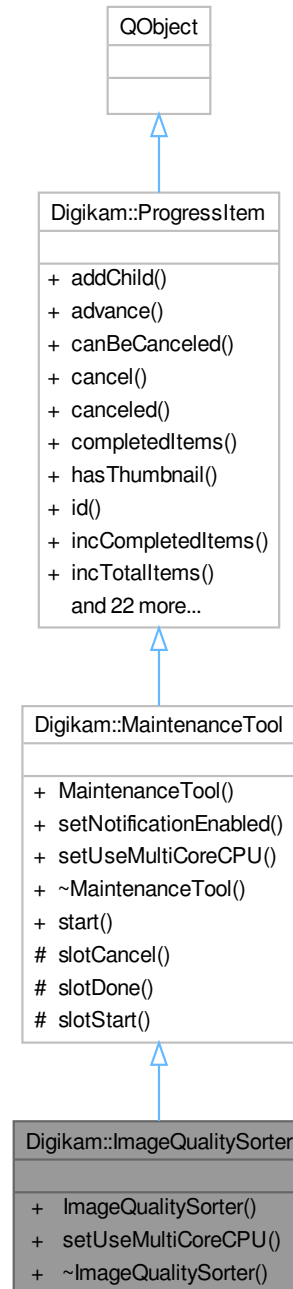 QObject
Digikam::ProgressItem
+ addChild()
+ advance()
+ canBeCanceled()
+ cancel()
+ canceled()
+ completedItems()
+ hasThumbnail()
+ id()
+ incCompletedItems()
+ incTotalItems()
and 22 more...
Digikam::MaintenanceTool
+ MaintenanceTool()
+ setNotificationEnabled()
+ setUseMultiCoreCPU()
+ ~MaintenanceTool()
+ start()
# slotCancel()
# slotDone()
# slotStart()
Digikam::ImageQualitySorter
+ ImageQualitySorter()
+ setUseMultiCoreCPU()
+ ~ImageQualitySorter()